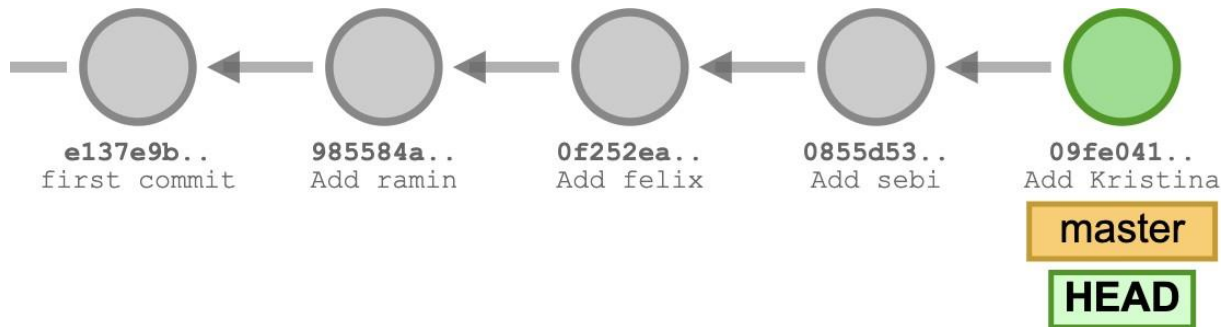 e137e9b..
first commit
985584a..
Add ramin
0f252ea..
Add felix
0855d53..
Add sebi
09fe041..
Add Kristina
master
HEAD